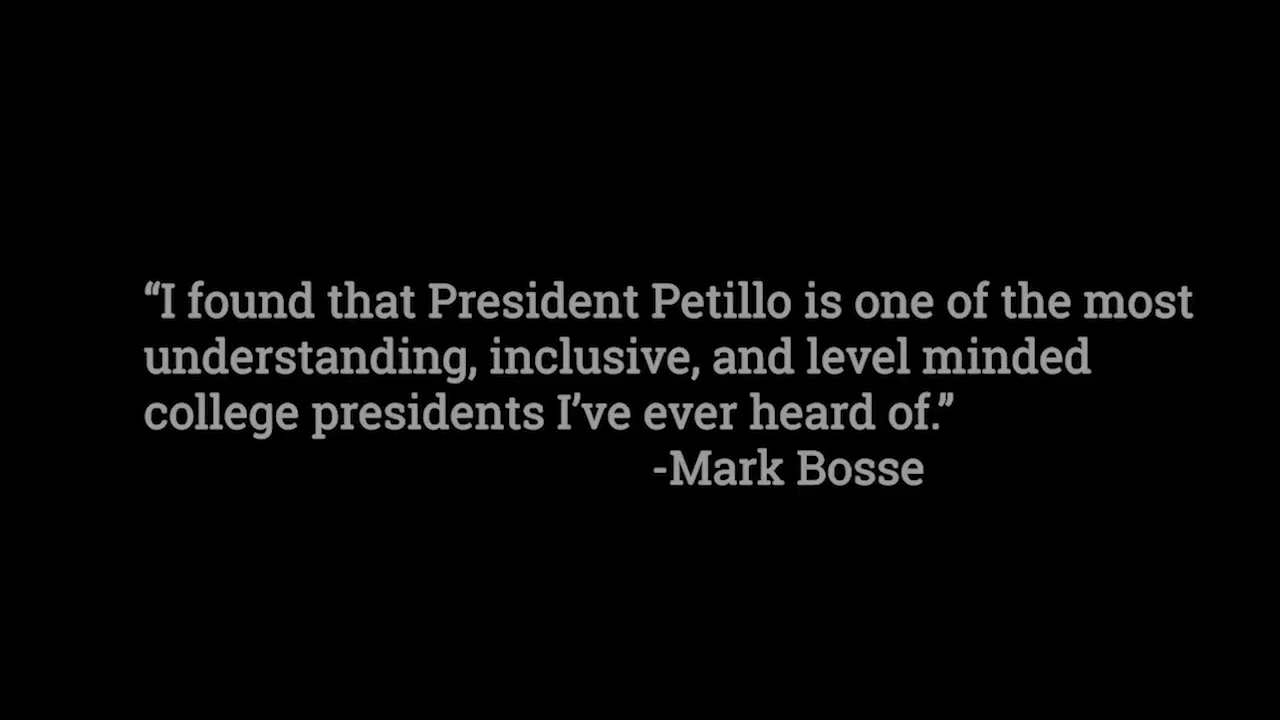 “I found that President Petillo is one of the most
understanding, inclusive, and level minded
college presidents I’ve ever heard of.”
-Mark Bosse